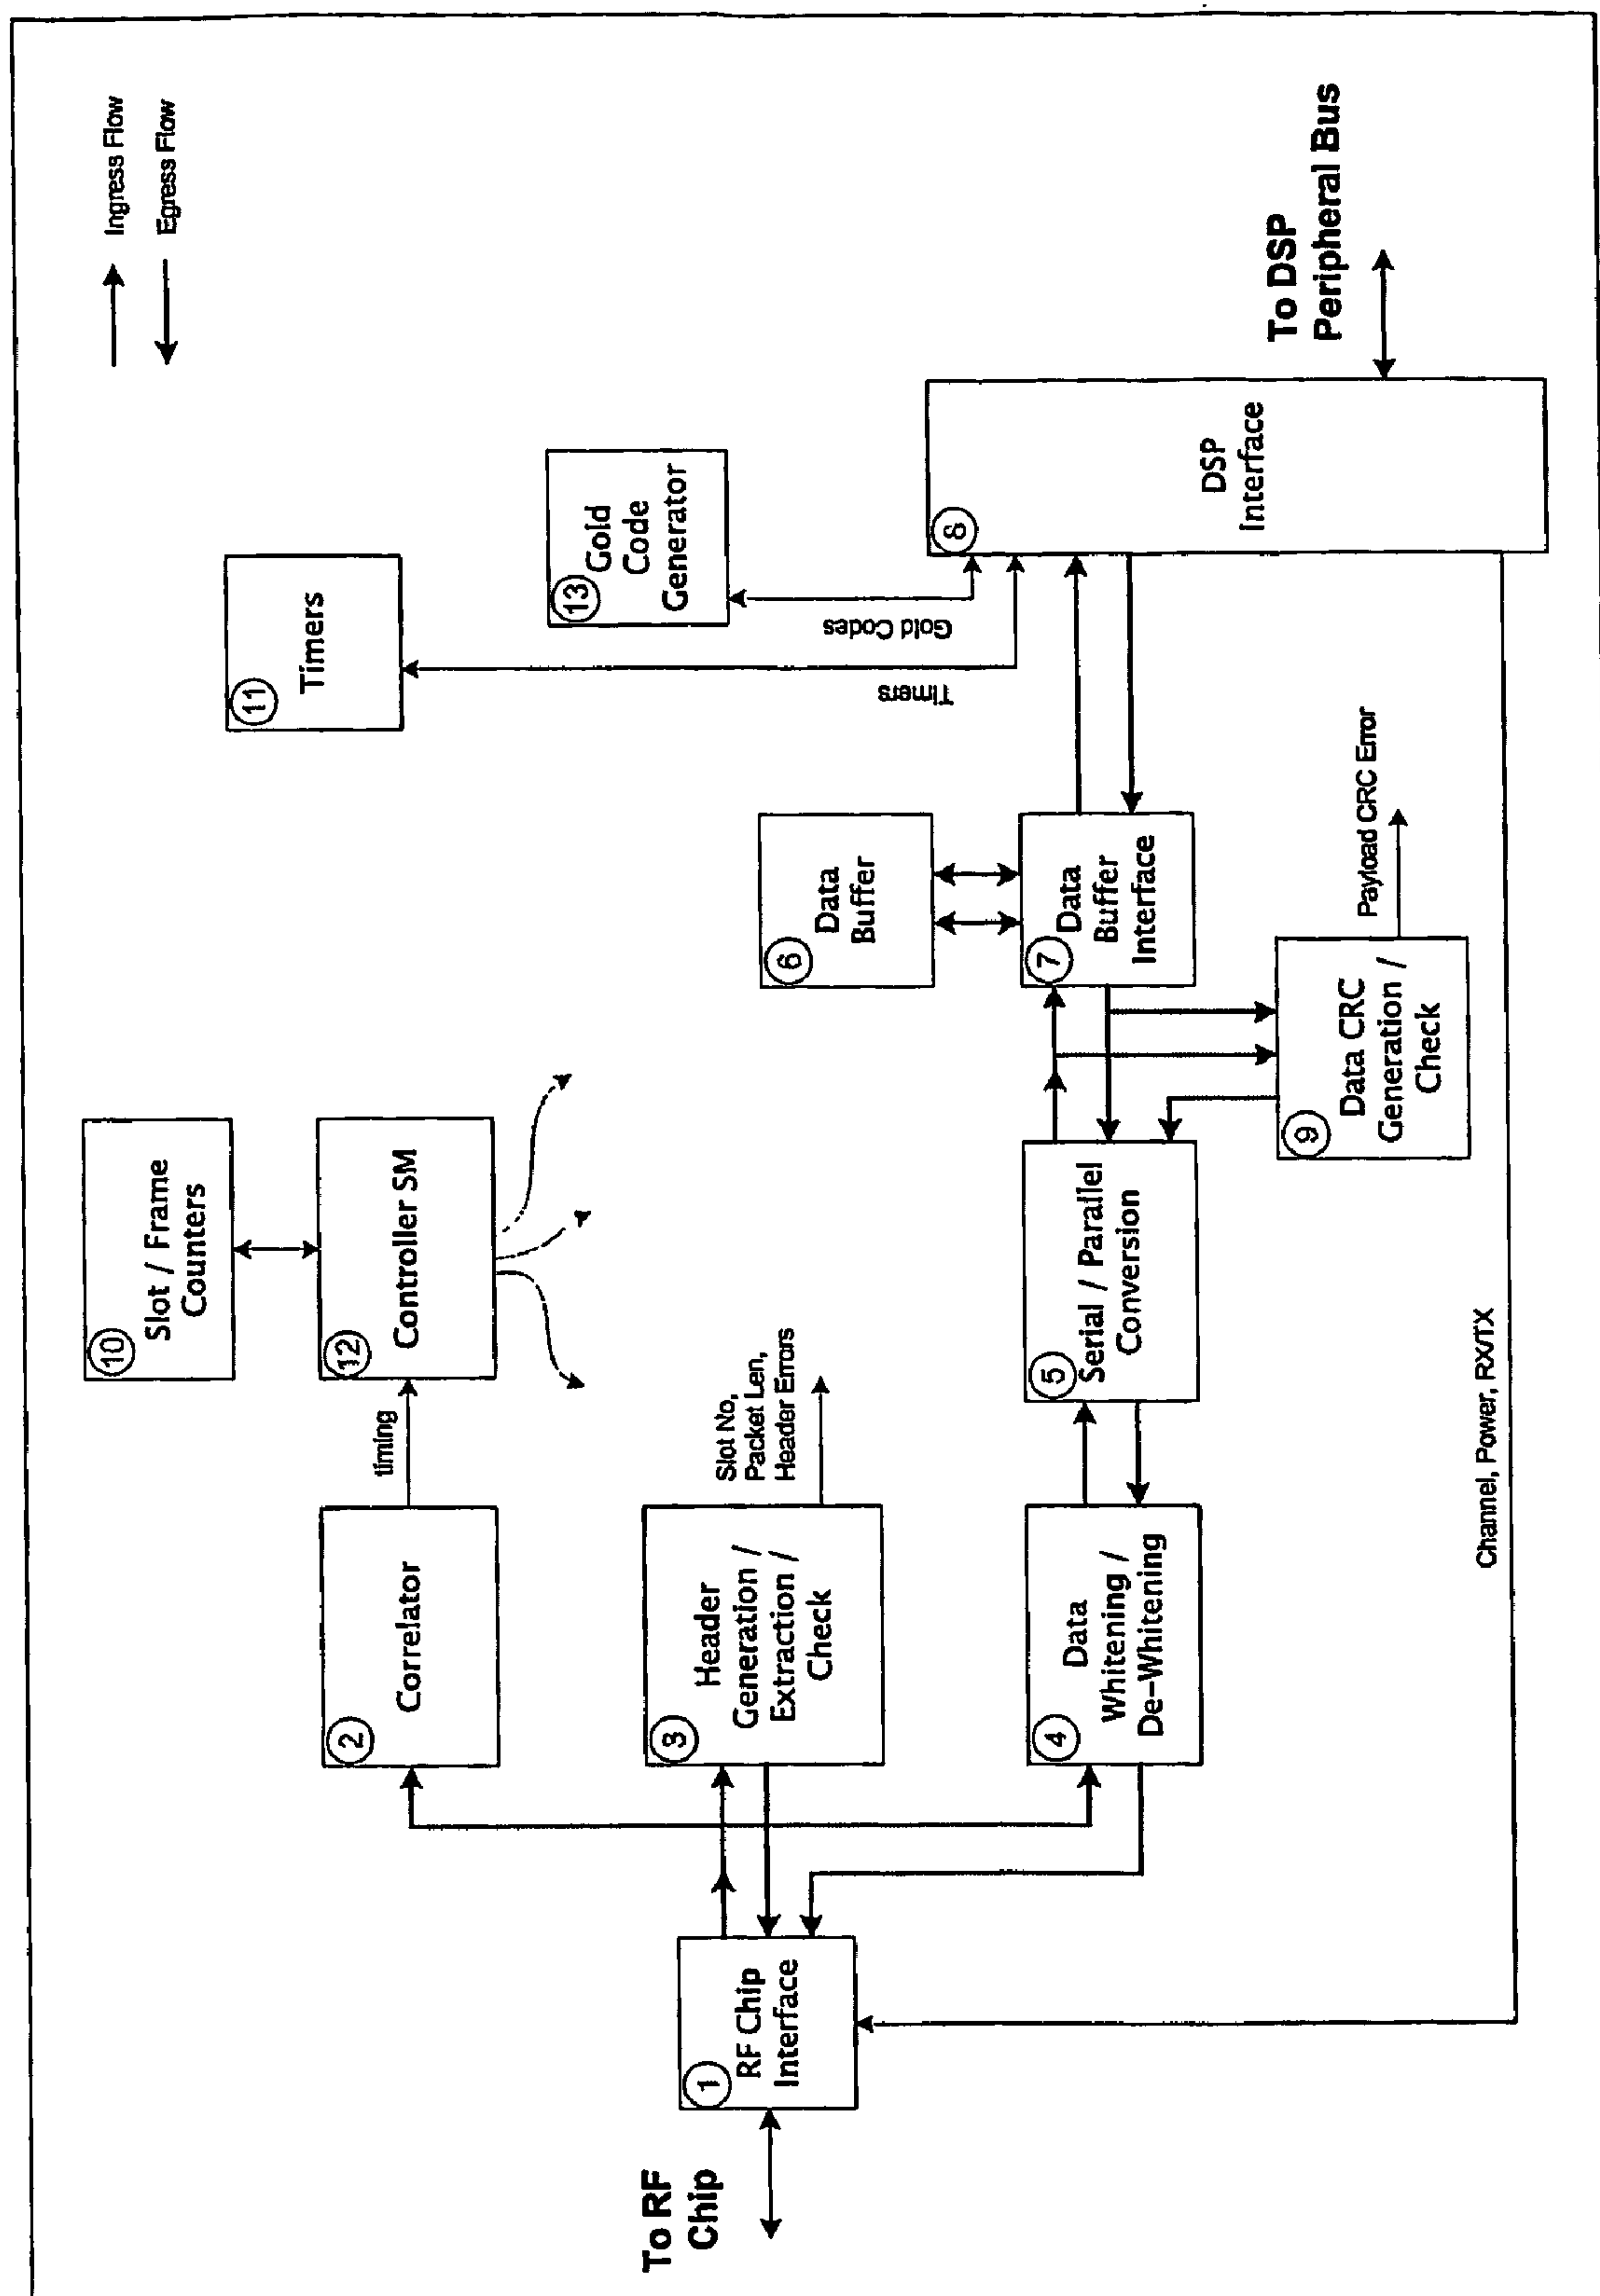 Ingress Flow
Egress Flow
10
Slot / Frame
Counters
11
Timers
2
Correlator
timing
12
Controller SM
13
Gold
Code
Generator
Gold Codes
Timers
3
Header
Generation /
Extraction /
Check
Slot No,
Packet Len,
Header Errors
6
Data
Buffer
To RF
Chip
1
RF Chip
Interface
4
Data
Whitening /
De-Whitening
5
Serial / Parallel
Conversion
7
Data
Buffer
Interface
8
DSP
Interface
To DSP
Peripheral Bus
9
Data CRC
Generation /
Check
Payload CRC Error
Channel, Power, RX/TX